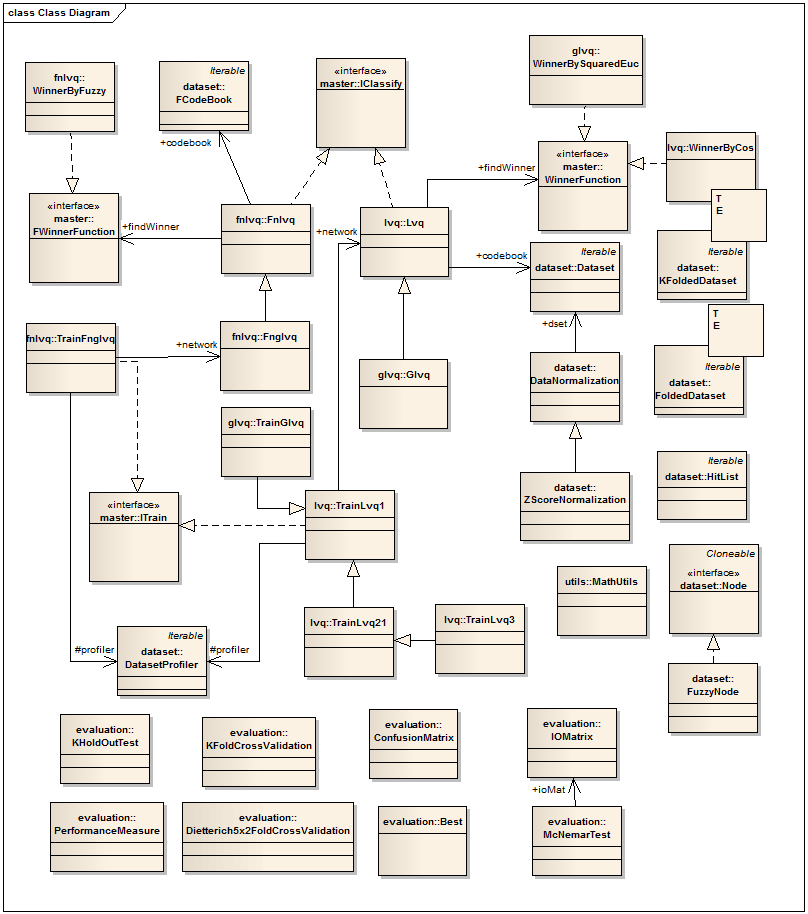 class Class Diagram
fnlvq::
WinnerByFuzzy
Iterable
dataset::
FCodeBook
«interface»
master::IClassify
glvq::
WinnerBySquaredEuc
+codebook
«interface»
master::
WinnerFunction
lvq::WinnerByCos
+findWinner
«interface»
master::
FWinnerFunction
+findWinner
fnlvq::Fnlvq
+network
lvq::Lvq
T
E
Iterable
dataset::
KFoldedDataset
+codebook
Iterable
dataset::Dataset
+dset
T
E
Iterable
dataset::
FoldedDataset
fnlvq::TrainFnglvq
+network
fnlvq::Fnglvq
glvq::Glvq
dataset::
DataNormalization
glvq::TrainGlvq
Iterable
dataset::HitList
dataset::
ZScoreNormalization
«interface»
master::ITrain
lvq::TrainLvq1
Cloneable
«interface»
dataset::Node
utils::MathUtils
lvq::TrainLvq21
lvq::TrainLvq3
#profiler
Iterable
dataset::
DatasetProfiler
#profiler
dataset::
FuzzyNode
evaluation::
KHoldOutTest
evaluation::
KFoldCrossValidation
evaluation::
ConfusionMatrix
evaluation::
IOMatrix
+ioMat
evaluation::
PerformanceMeasure
evaluation::
Dietterich5x2FoldCrossValidation
evaluation::Best
evaluation::
McNemarTest